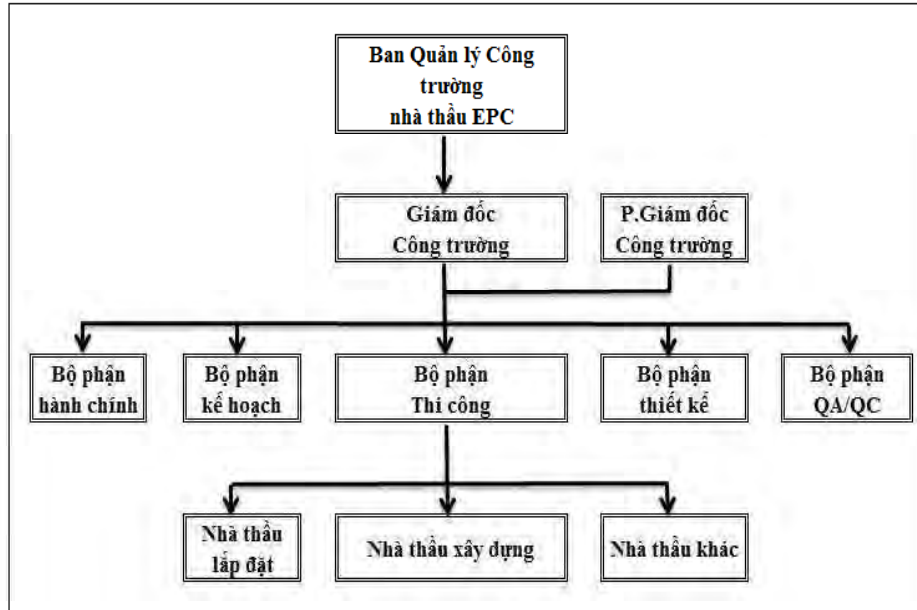 Ban Quản lý Công
trường
nhà thầu EPC
Giám đốc
Công trường
P.Giám đốc
Công trường
Bộ phận
hành chính
Bộ phận
kế hoạch
Bộ phận
Thi công
Bộ phận
thiết kế
Bộ phận
QA/QC
Nhà thầu
lắp đặt
Nhà thầu xây dựng
Nhà thầu khác